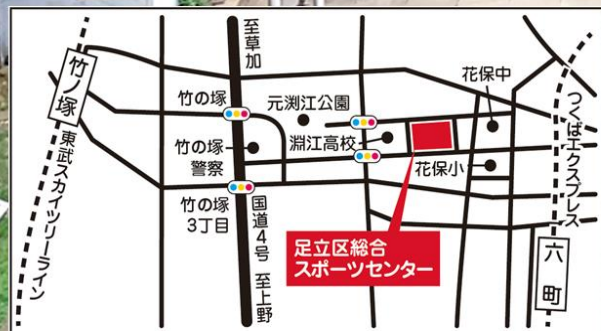 至草加
竹ノ塚
東武スカイツリーライン
竹の塚
元渕江公園
花保中
つくばエクスプレス
竹の塚
警察
淵江高校
花保小
竹の塚
3丁目
国道4号
至上野
足立区総合
スポーツセンター
六町